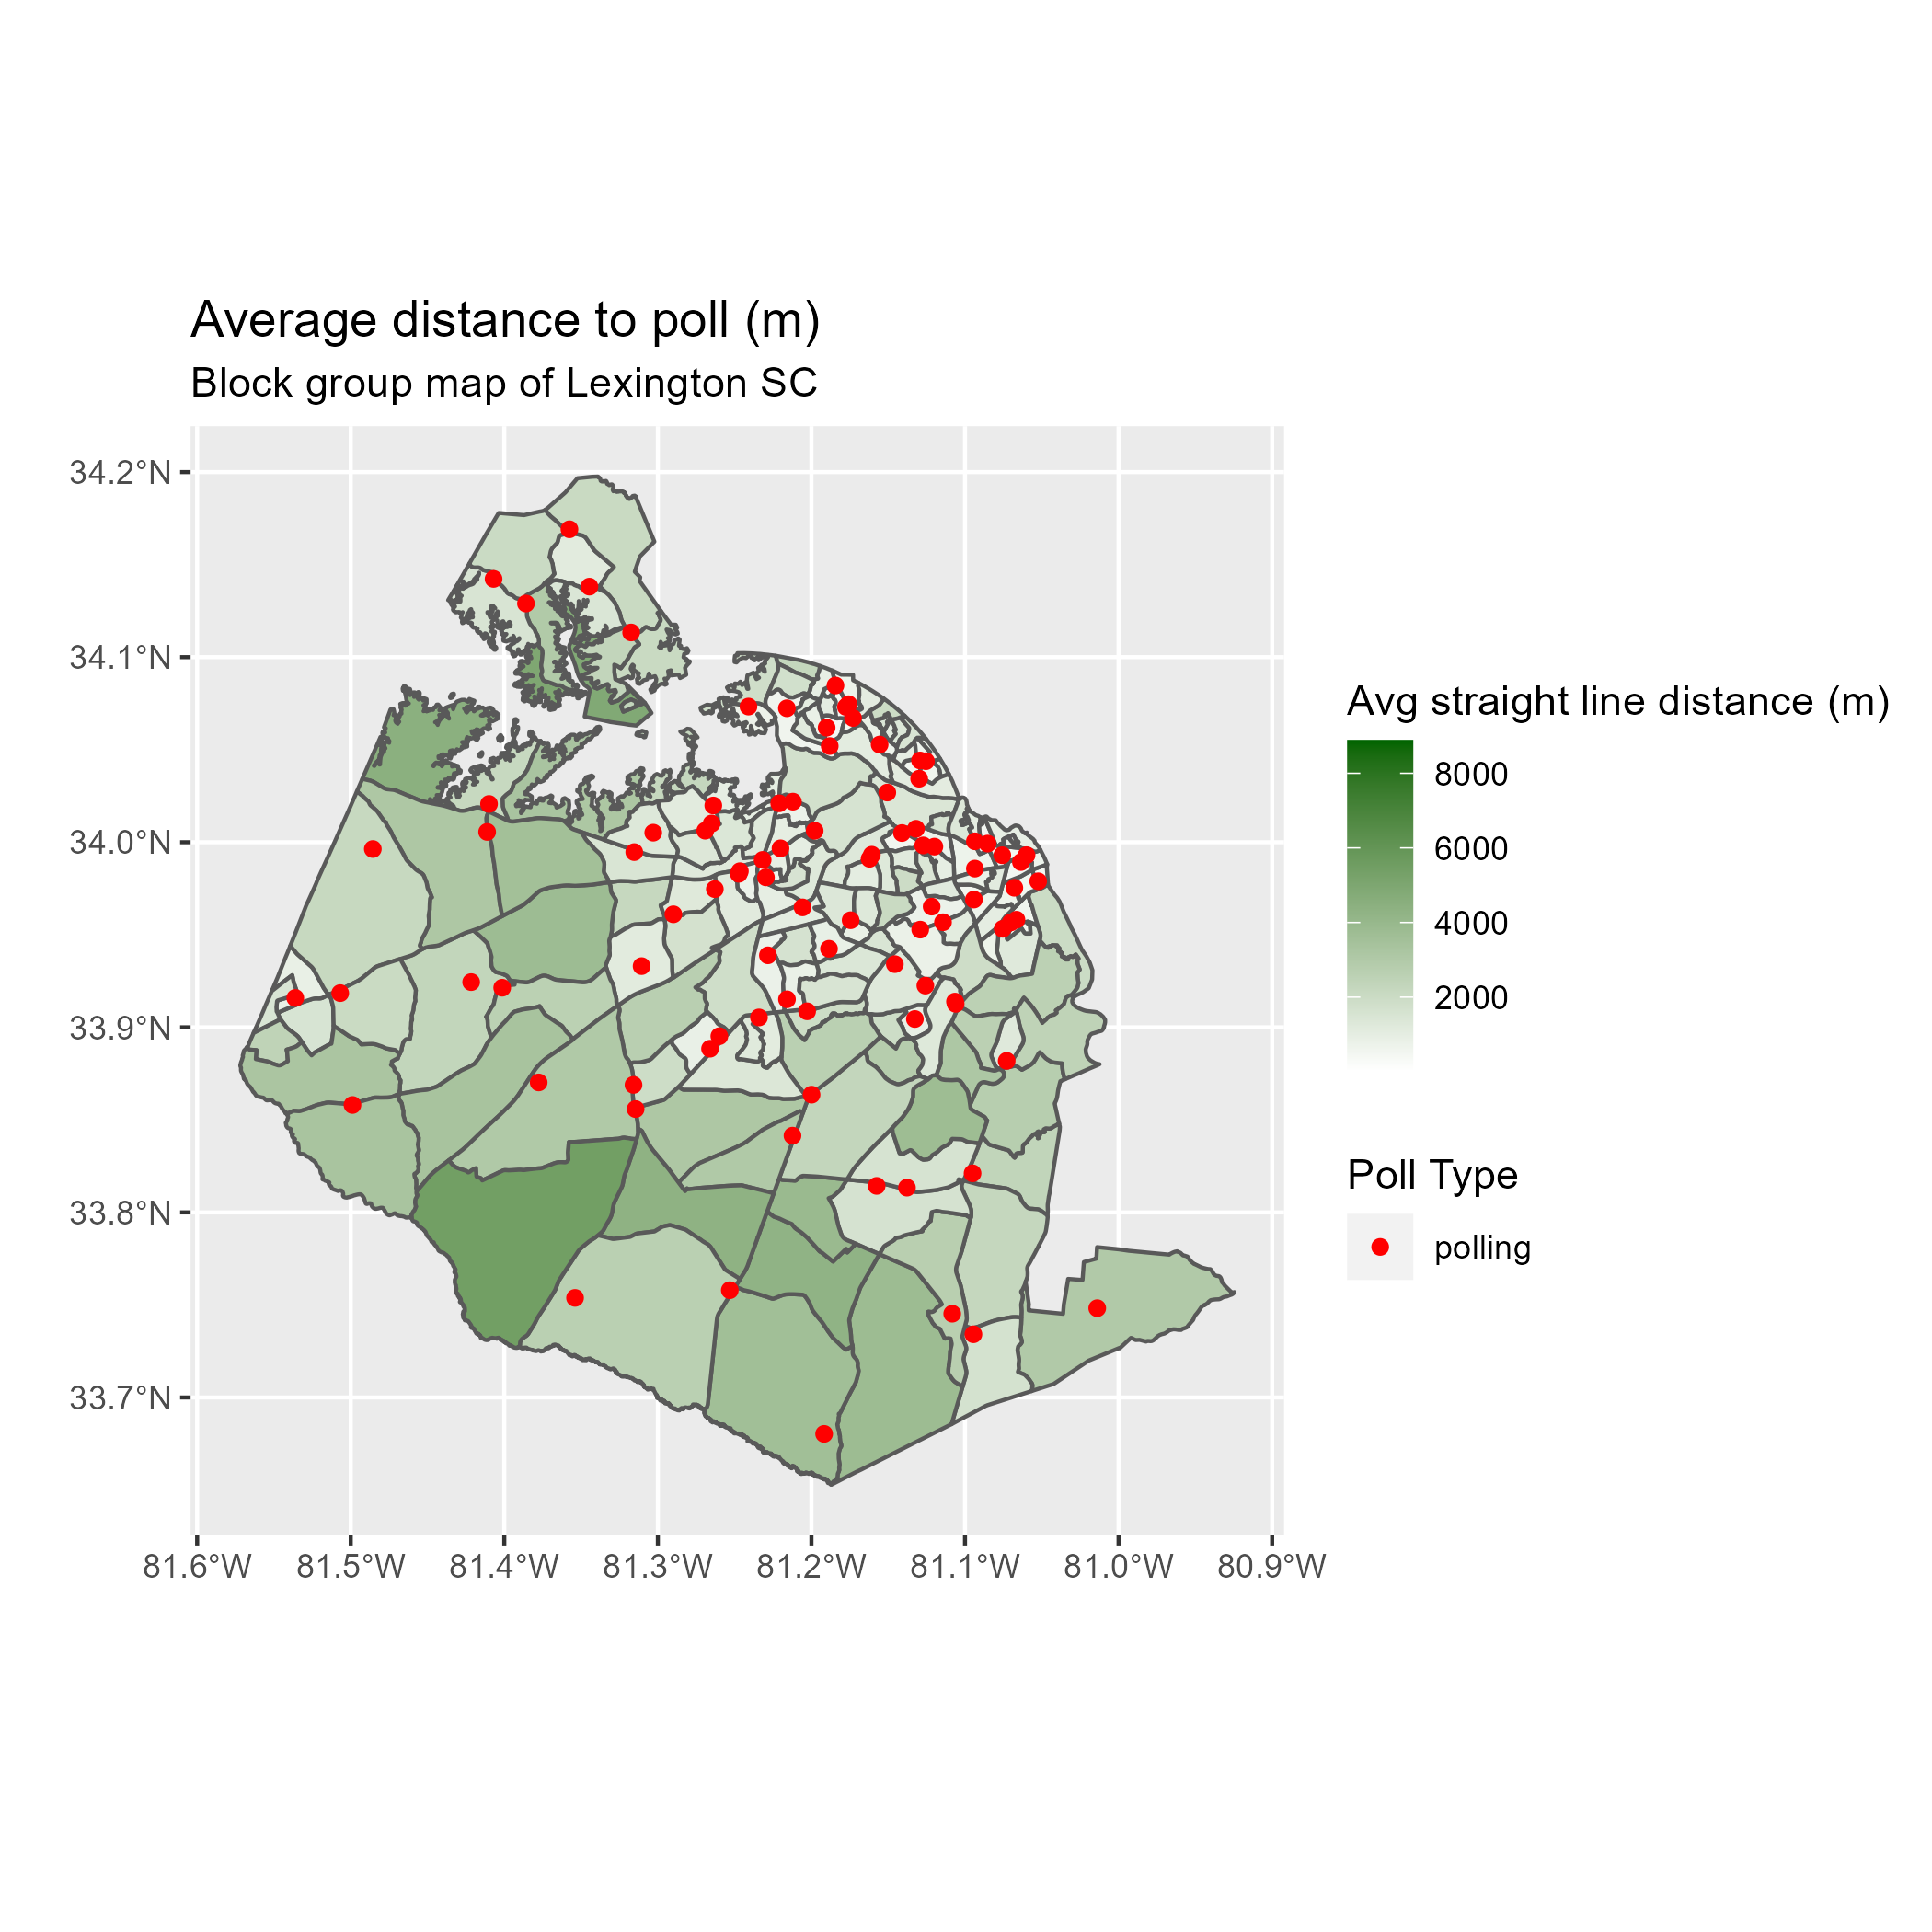 Average distance to poll (m)
Block group map of Lexington SC
34.2°N
34.1°N
34.0°N
33.9°N
33.8°N
33.7°N
81.6°W 81.5°W 81.4°W 81.3°W 81.2°W 81.1°W 81.0°W 80.9°W
Avg straight line distance (m)
8000
6000
4000
2000
Poll Type
polling